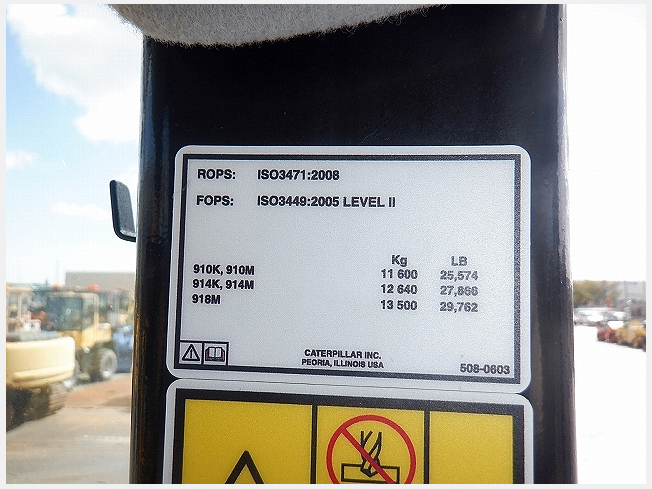 ROPS: ISO3471:2008
FOPS: ISO3449:2005 LEVEL II
Kg LB
910K, 910M 11 600 25,574
914K, 914M 12 640 27,866
918M 13 500 29,762
CATERPILLAR INC.
PEORIA, ILLINOIS USA
508-0603